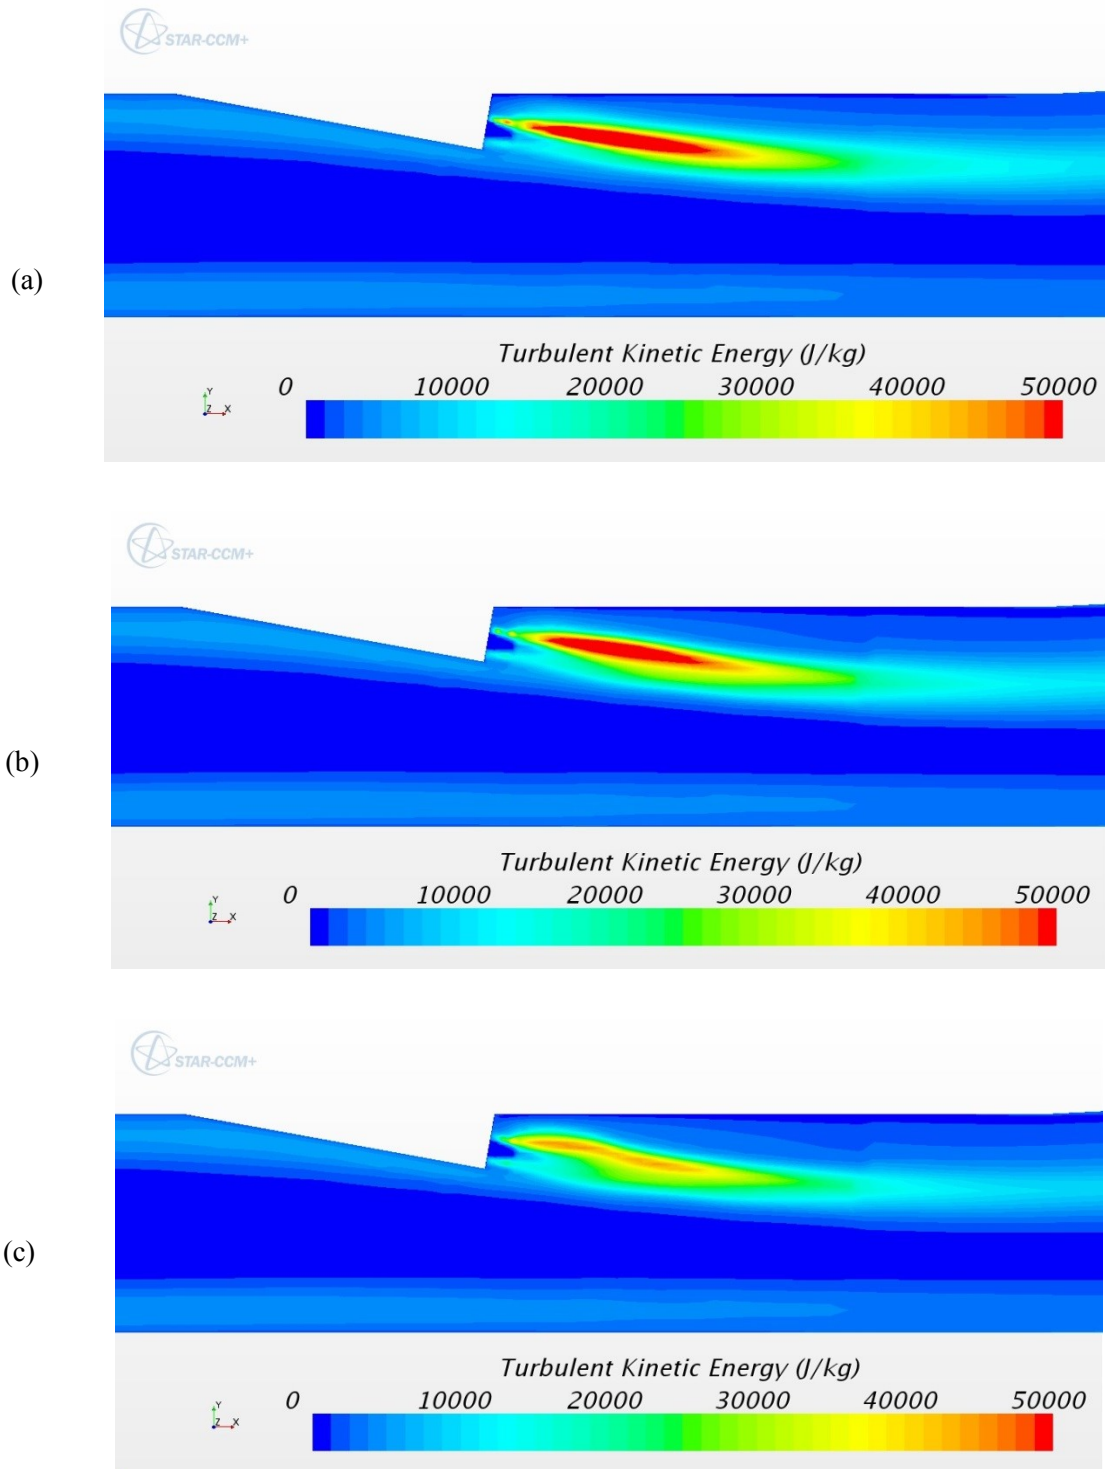 STAR-CCM+
(a)
Turbulent Kinetic Energy (J/kg)
0 10000 20000 30000 40000 50000
Y
Z X
STAR-CCM+
(b)
Turbulent Kinetic Energy (J/kg)
0 10000 20000 30000 40000 50000
Y
Z X
STAR-CCM+
(c)
Turbulent Kinetic Energy (J/kg)
0 10000 20000 30000 40000 50000
Y
Z X